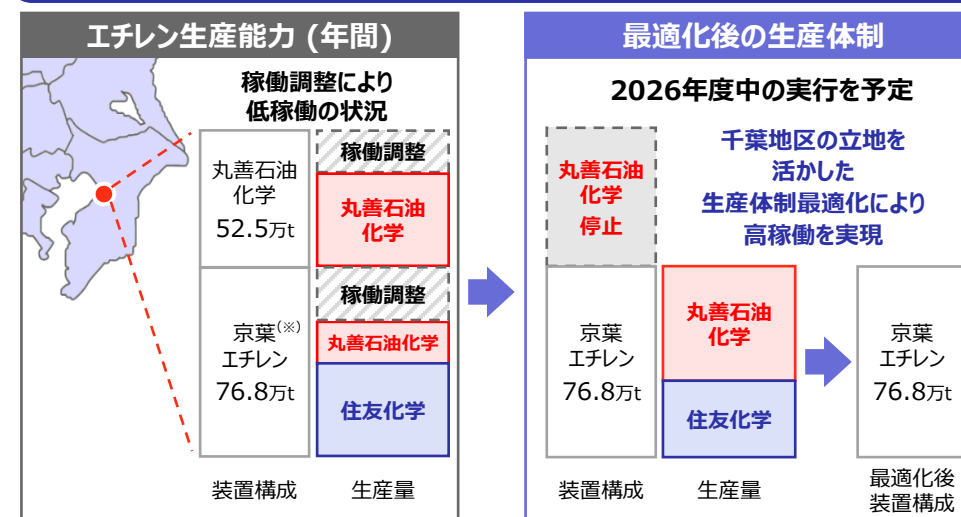 エチレン生産能力 (年間)
稼働調整により
低稼働の状況
丸善石油
化学
52.5万t
稼働調整
丸善石油
化学
京葉(※)
エチレン
76.8万t
稼働調整
丸善石油化学
住友化学
装置構成
生産量
最適化後の生産体制
2026年度中の実行を予定
丸善石油
化学
停止
千葉地区の立地を
活かした
生産体制最適化により
高稼働を実現
京葉
エチレン
76.8万t
丸善石油
化学
住友化学
京葉
エチレン
76.8万t
装置構成
生産量
最適化後
装置構成